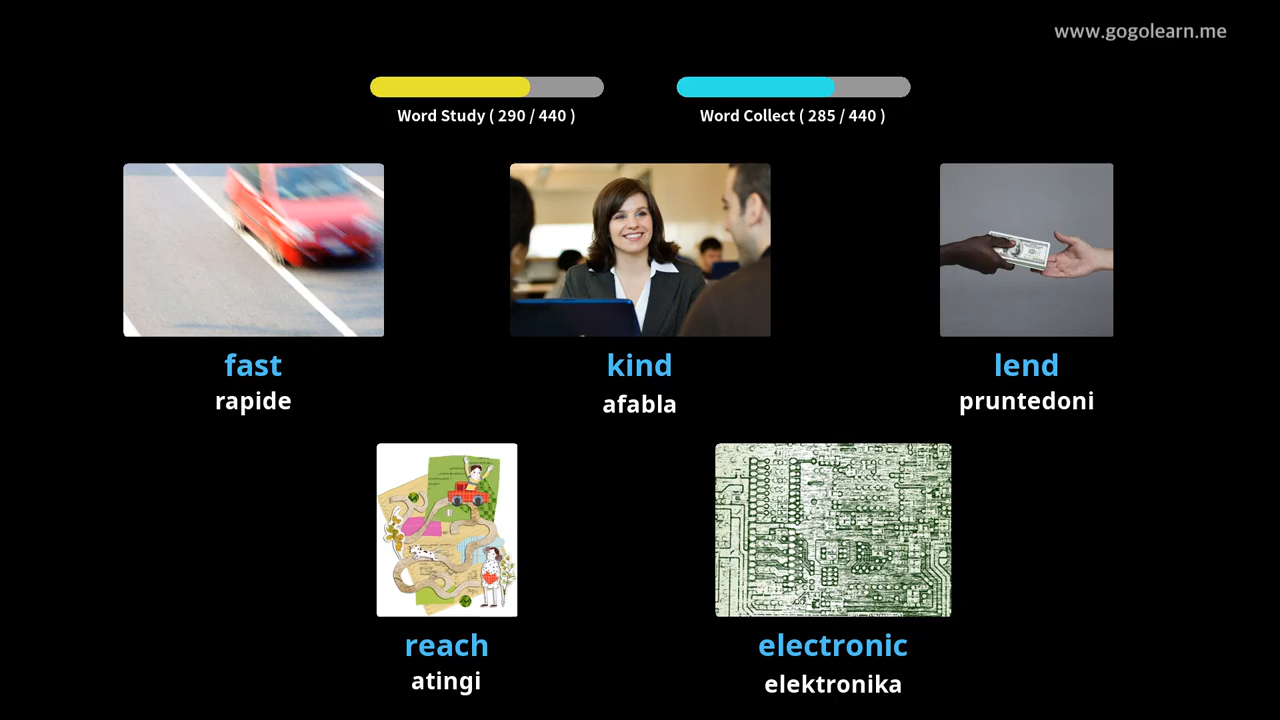 www.gogolearn.me
Word Study ( 290 / 440 )
Word Collect ( 285 / 440 )
fast
rapide
kind
afabla
lend
pruntedoni
reach
atingi
electronic
elektronika